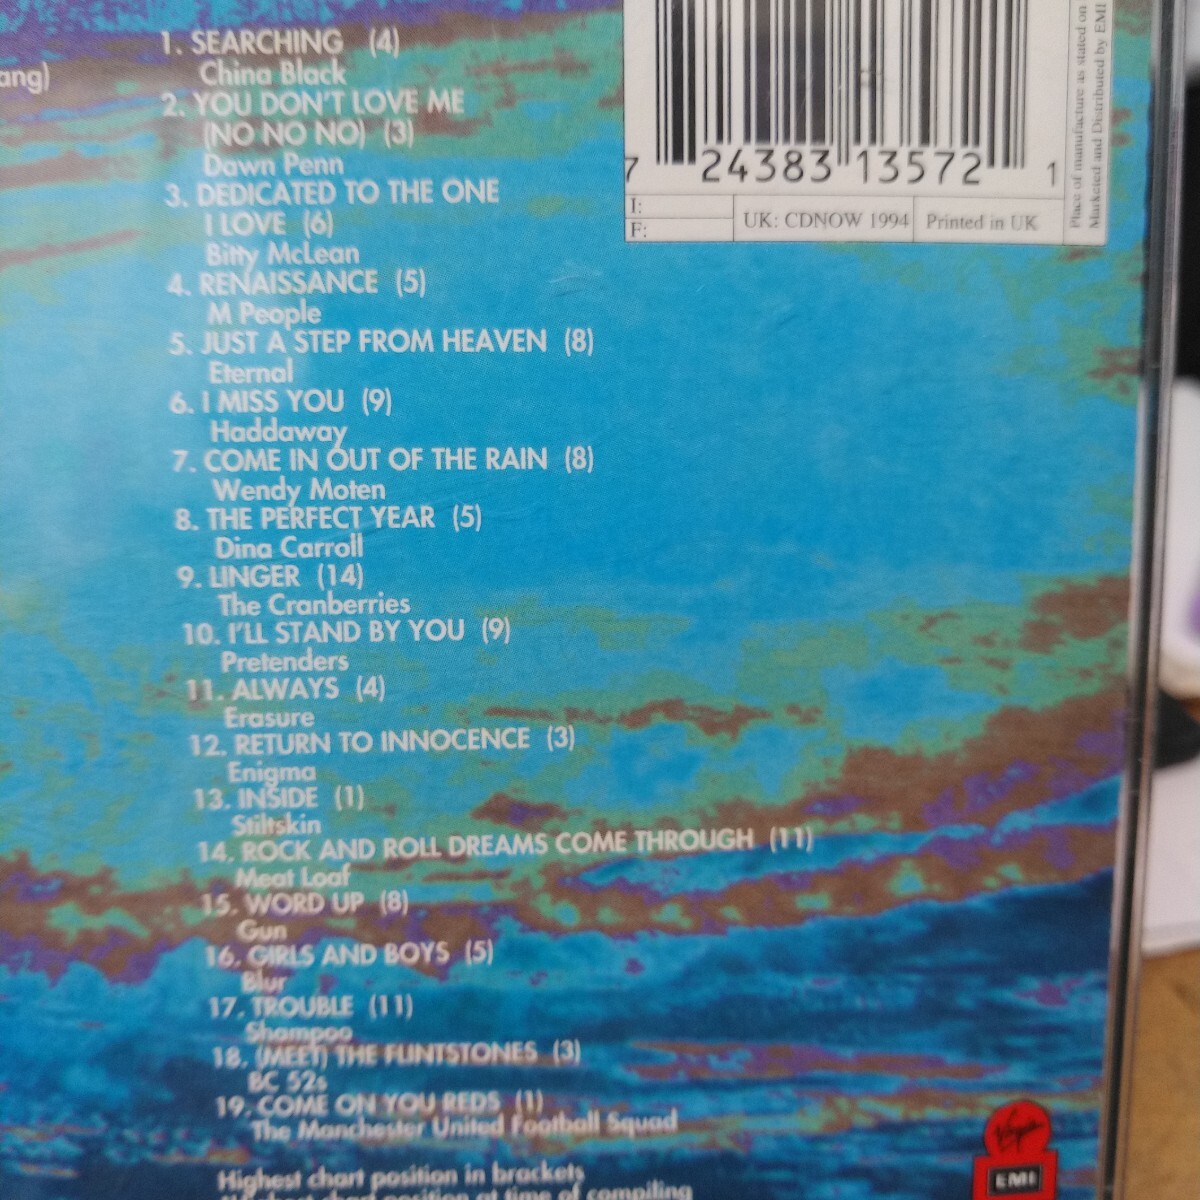 ang)
1. SEARCHING (4)
China Black
2. YOU DON'T LOVE ME
(NO NO NO) (3)
Dawn Penn
3. DEDICATED TO THE ONE
I LOVE (6)
Bitty McLean
4. RENAISSANCE (5)
M People
5. JUST A STEP FROM HEAVEN (8)
Eternal
6. I MISS YOU (9)
Haddaway
7. COME IN OUT OF THE RAIN (8)
Wendy Moten
8. THE PERFECT YEAR (5)
Dina Carroll
9. LINGER (14)
The Cranberries
10. I'LL STAND BY YOU (9)
Pretenders
11. ALWAYS (4)
Erasure
12. RETURN TO INNOCENCE (3)
Enigma
13. INSIDE (1)
Stiltskin
14. ROCK AND ROLL DREAMS COME THROUGH (11)
Meat Loaf
15. WORD UP (8)
Gun
16. GIRLS AND BOYS (5)
Blur
17. TROUBLE (11)
Shampoo
18. (MEET) THE FLINTSTONES (3)
BC 52s
19. COME ON YOU REDS (1)
The Manchester United Football Squad
Highest chart position in brackets
chart position at time of compiling
7 24383 13572 1
I:
F:
UK: CDNOW 1994
Printed in UK
Place of manufacture as stated on
Marketed and Distributed by EMI
Virgin
EMI